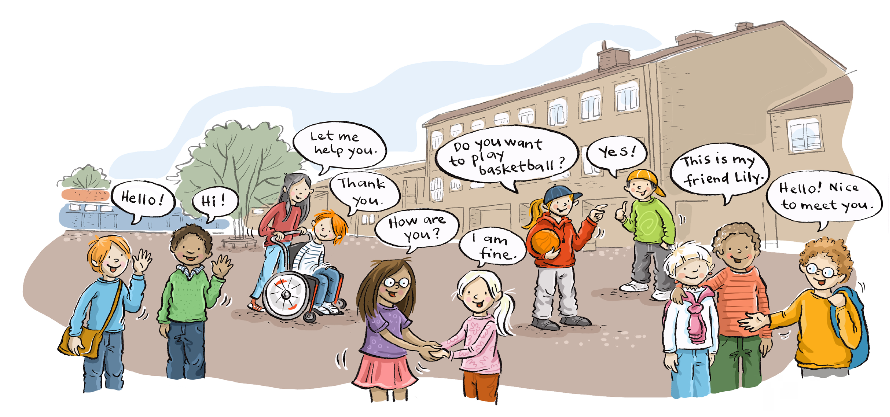 Hello!
Hi!
Let me
help you.
Thank
you.
How are
you?
I am
fine.
Do you want
to play
basketball?
Yes!
This is my
friend Lily.
Hello! Nice
to meet you.